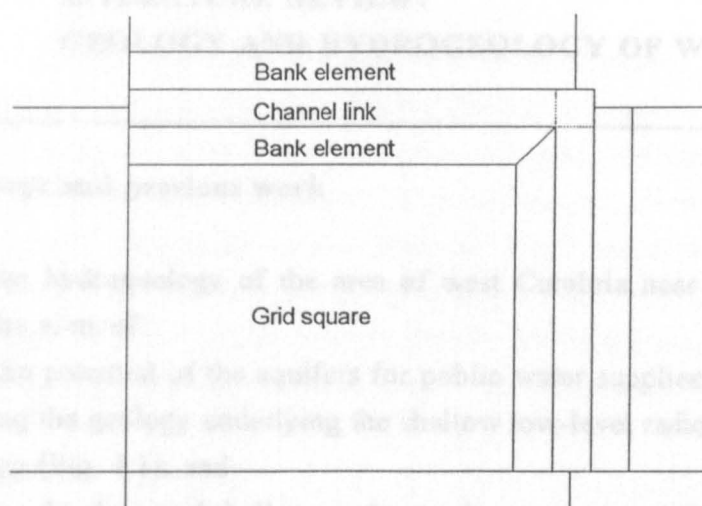 GEOLOGY AND HYDROGEOLOGY OF W
Bank element
Channel link
Bank element
and previous work
hydrogeology of the area of west Cumbria near
Grid square
potential of the aquifers for public water supplies
the geology underlying the shallow low-level radio
and